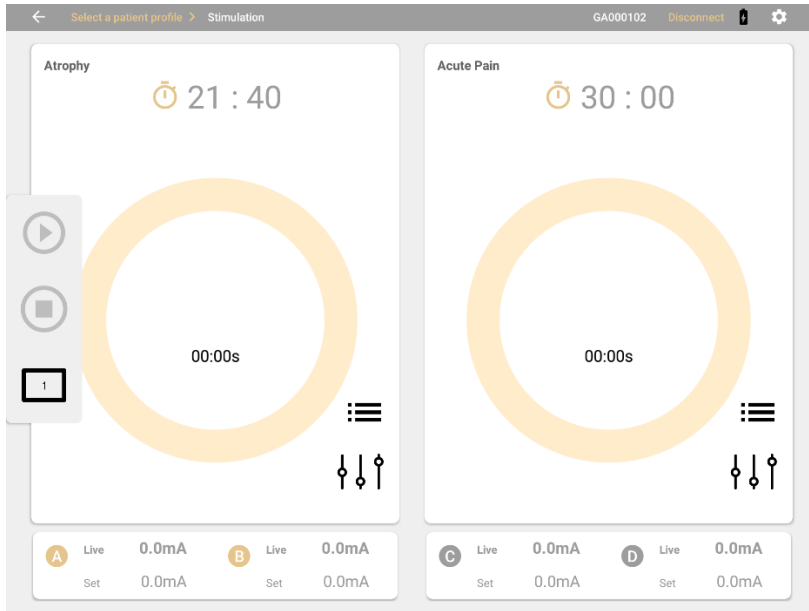 Select a patient profile > Stimulation GA000102 Disconnect
Atrophy
21 : 40
00:00s
Acute Pain
30 : 00
00:00s
1
A Live 0.0mA B Live 0.0mA
Set 0.0mA Set 0.0mA
C Live 0.0mA D Live 0.0mA
Set 0.0mA Set 0.0mA